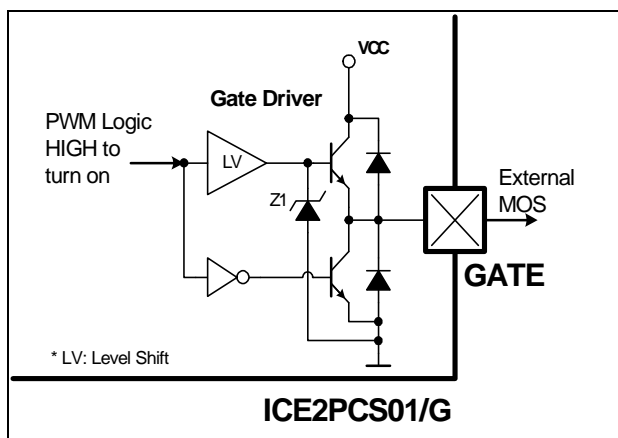 VCC
Gate Driver
PWM Logic
HIGH to
turn on
LV
Z1
External
MOS
GATE
* LV: Level Shift
ICE2PCS01/G